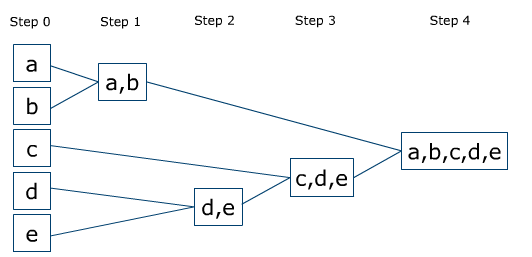 Step 0 Step 1 Step 2 Step 3 Step 4
a
b
c
d
e
a,b
d,e
c,d,e
a,b,c,d,e